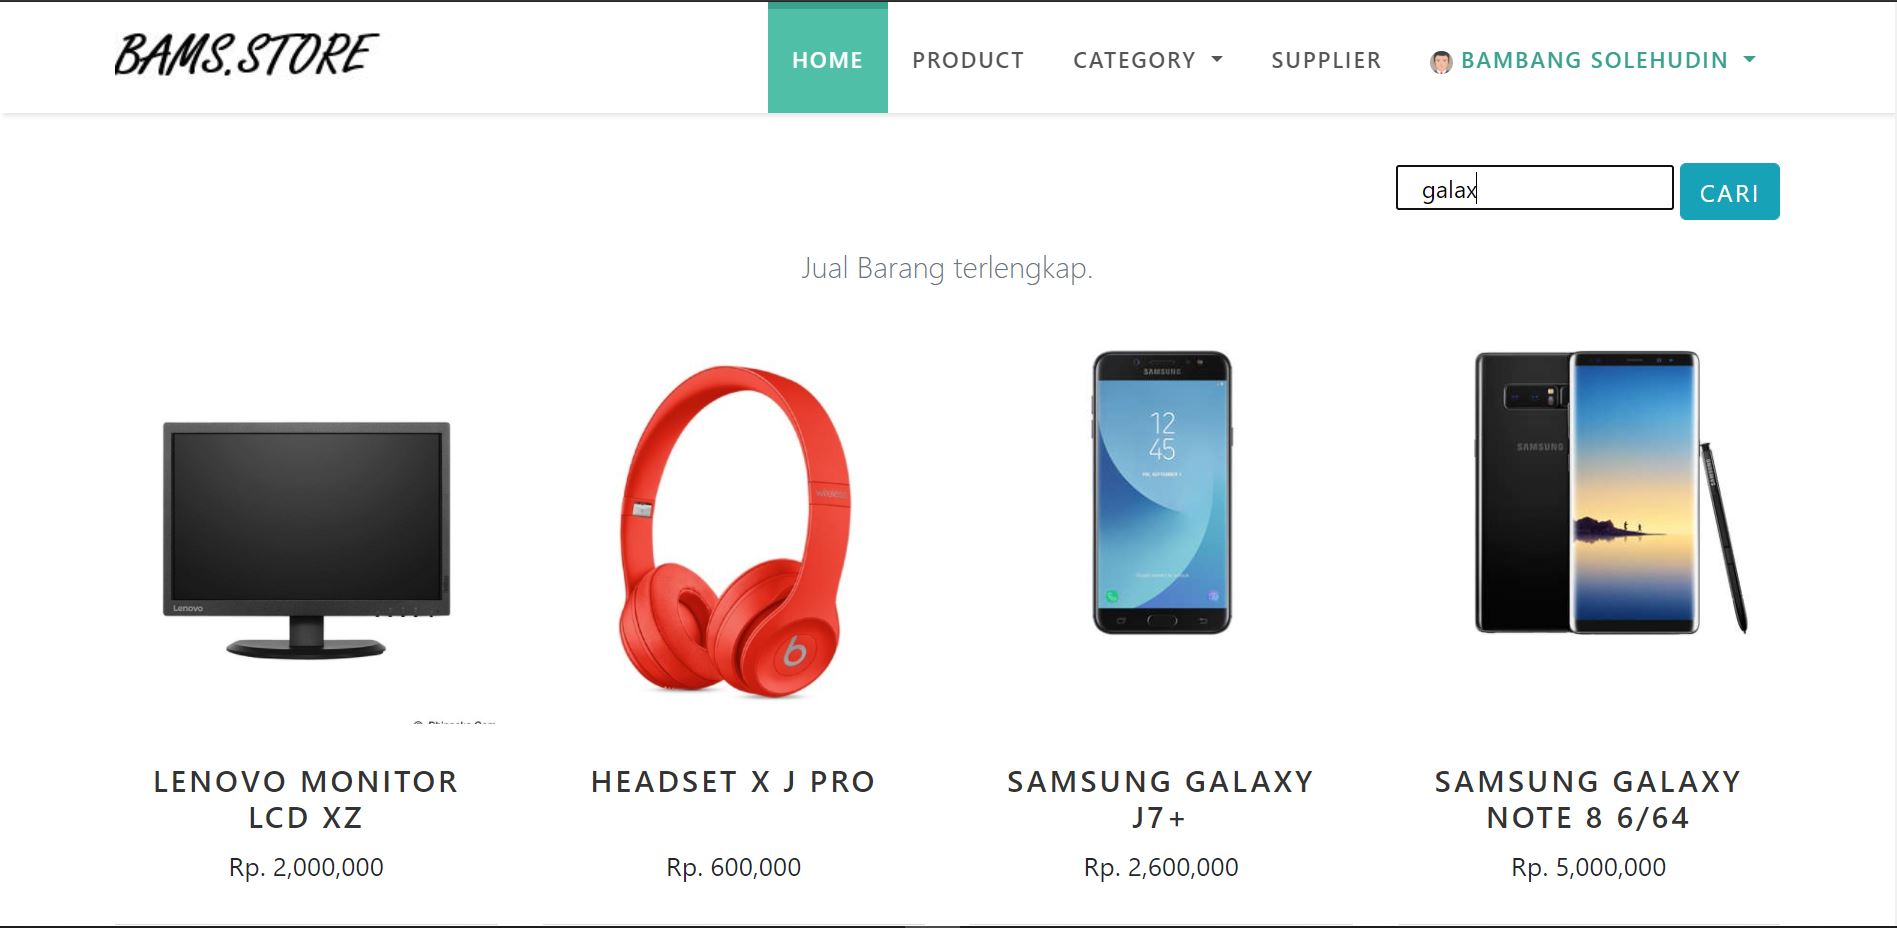 BAMS.STORE
HOME PRODUCT CATEGORY SUPPLIER BAMBANG SOLEHUDIN
galax CARI
Jual Barang terlengkap.
Lenovo
wireless
b
SAMSUNG
12
45
SAMSUNG
SAMSUNG
LENOVO MONITOR
LCD XZ
Rp. 2,000,000
HEADSET X J PRO
Rp. 600,000
SAMSUNG GALAXY
J7+
Rp. 2,600,000
SAMSUNG GALAXY
NOTE 8 6/64
Rp. 5,000,000